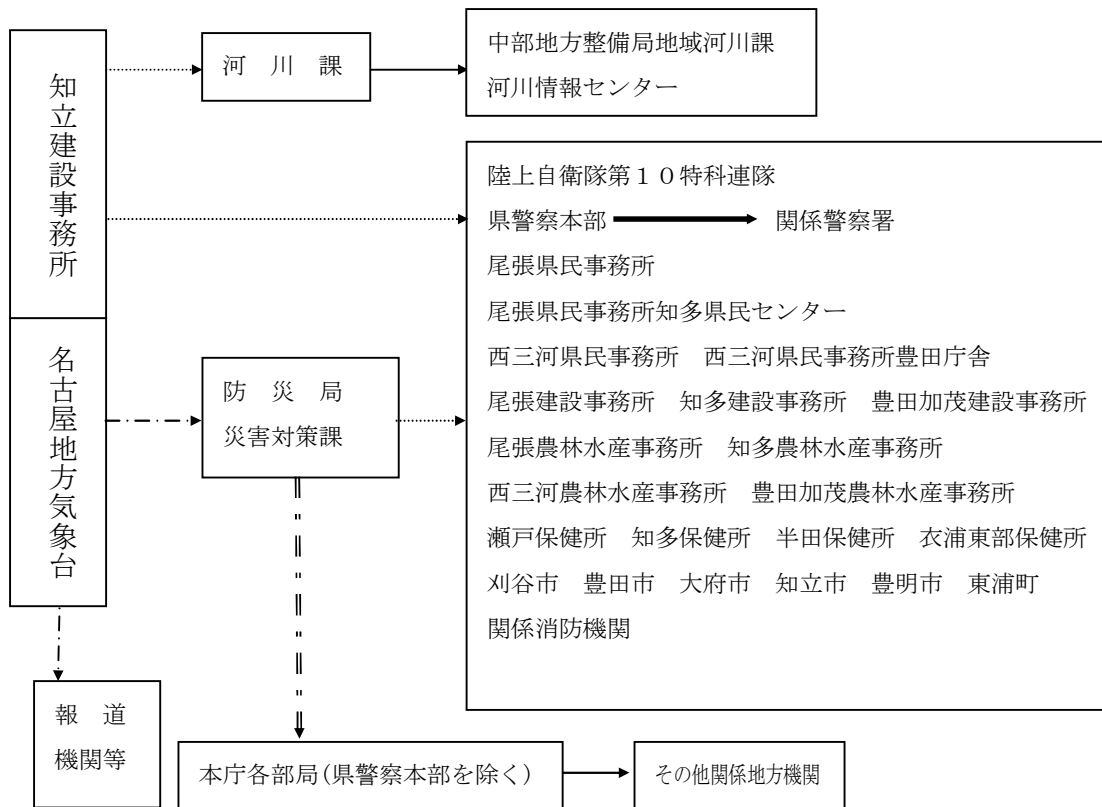 知立建設事務所
名古屋地方気象台
河　川　課
中部地方整備局地域河川課
河川情報センター
陸上自衛隊第１０特科連隊
県警察本部　関係警察署
尾張県民事務所
尾張県民事務所知多県民センター
西三河県民事務所　西三河県民事務所豊田庁舎
尾張建設事務所　知多建設事務所　豊田加茂建設事務所
尾張農林水産事務所　知多農林水産事務所
西三河農林水産事務所　豊田加茂農林水産事務所
瀬戸保健所　知多保健所　半田保健所　衣浦東部保健所
刈谷市　豊田市　大府市　知立市　豊明市　東浦町
関係消防機関
防　災　局
災害対策課
報　道
機関等
本庁各部局(県警察本部を除く)
その他関係地方機関